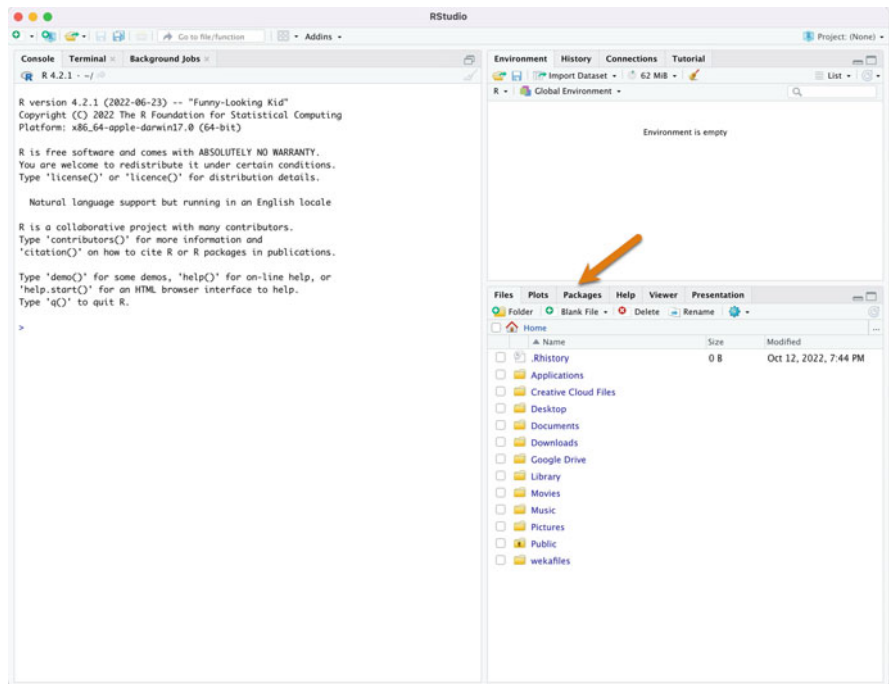 RStudio
Go to file/function
Addins
Project: (None)
Console Terminal Background Jobs
R 4.2.1 · ~/
R version 4.2.1 (2022-06-23) -- "Funny-Looking Kid"
Copyright (C) 2022 The R Foundation for Statistical Computing
Platform: x86_64-apple-darwin17.0 (64-bit)
R is free software and comes with ABSOLUTELY NO WARRANTY.
You are welcome to redistribute it under certain conditions.
Type 'license()' or 'licence()' for distribution details.
Natural language support but running in an English locale
R is a collaborative project with many contributors.
Type 'contributors()' for more information and
'citation()' on how to cite R or R packages in publications.
Type 'demo()' for some demos, 'help()' for on-line help, or
'help.start()' for an HTML browser interface to help.
Type 'q()' to quit R.
>
Environment History Connections Tutorial
Import Dataset 62 MiB List
R Global Environment
Environment is empty
Files Plots Packages Help Viewer Presentation
Folder Blank File Delete Rename
Home ...
Name Size Modified
.Rhistory 0 B Oct 12, 2022, 7:44 PM
Applications
Creative Cloud Files
Desktop
Documents
Downloads
Google Drive
Library
Movies
Music
Pictures
Public
wekafiles